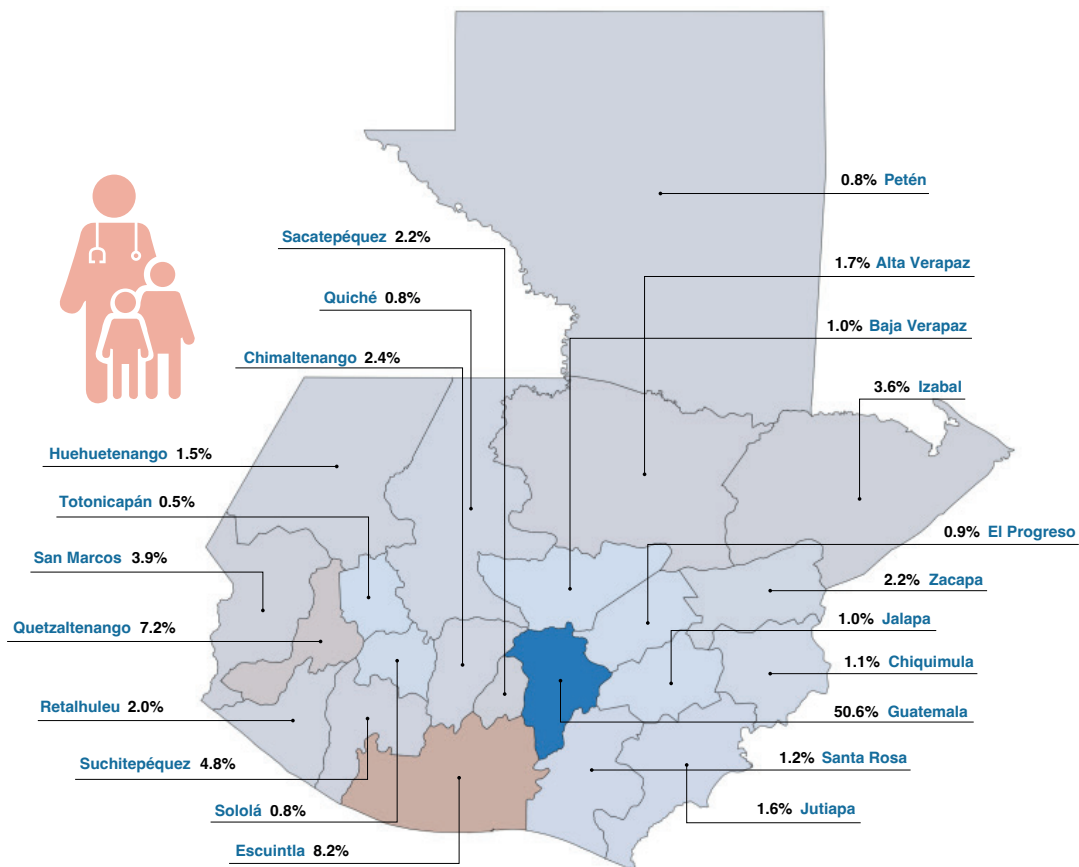 0.8% Petén
Sacatepéquez 2.2%
1.7% Alta Verapaz
Quiché 0.8%
1.0% Baja Verapaz
Chimaltenango 2.4%
3.6% Izabal
Huehuetenango 1.5%
Totonicapán 0.5%
0.9% El Progreso
San Marcos 3.9%
2.2% Zacapa
Quetzaltenango 7.2%
1.0% Jalapa
1.1% Chiquimula
Retalhuleu 2.0%
50.6% Guatemala
Suchitepéquez 4.8%
1.2% Santa Rosa
Sololá 0.8%
1.6% Jutiapa
Escuintla 8.2%